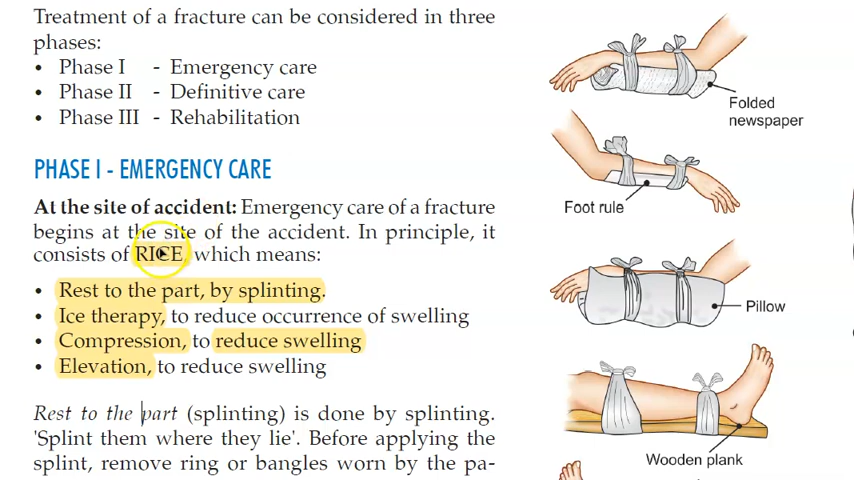 Treatment of a fracture can be considered in three
phases:
• Phase I - Emergency care
• Phase II - Definitive care
• Phase III - Rehabilitation
PHASE I - EMERGENCY CARE
At the site of accident: Emergency care of a fracture
begins at the site of the accident. In principle, it
consists of RICE, which means:
• Rest to the part, by splinting.
• Ice therapy, to reduce occurrence of swelling
• Compression, to reduce swelling
• Elevation, to reduce swelling
Rest to the part (splinting) is done by splinting.
'Splint them where they lie'. Before applying the
splint, remove ring or bangles worn by the pa-
Folded
newspaper
Foot rule
Pillow
Wooden plank